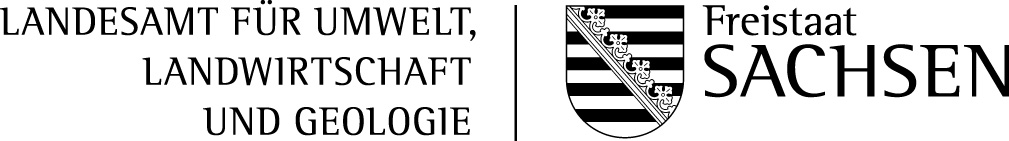 LANDESAMT FÜR UMWELT,
LANDWIRTSCHAFT
UND GEOLOGIE
Freistaat
SACHSEN